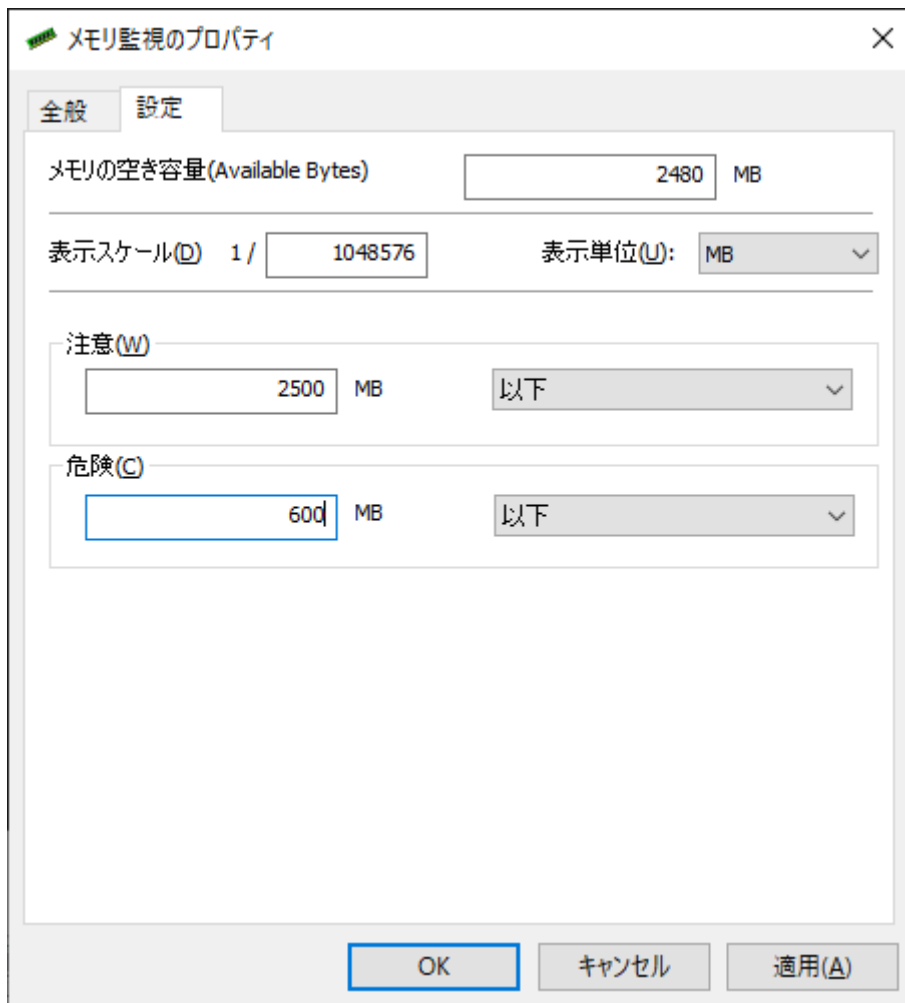 メモリ監視のプロパティ
全般 設定
メモリの空き容量(Available Bytes) 2480 MB
表示スケール(D) 1 / 1048576 表示単位(U): MB
注意(W)
2500 MB 以下
危険(C)
600 MB 以下
OK キャンセル 適用(A)